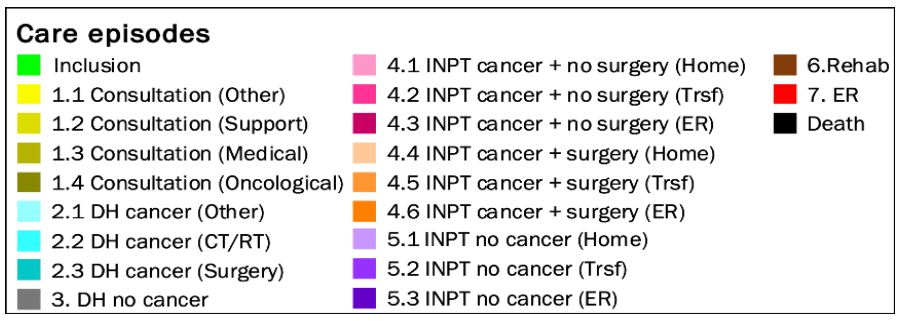 Care episodes
Inclusion
1.1 Consultation (Other)
1.2 Consultation (Support)
1.3 Consultation (Medical)
1.4 Consultation (Oncological)
2.1 DH cancer (Other)
2.2 DH cancer (CT/RT)
2.3 DH cancer (Surgery)
3. DH no cancer
4.1 INPT cancer + no surgery (Home)
4.2 INPT cancer + no surgery (Trsf)
4.3 INPT cancer + no surgery (ER)
4.4 INPT cancer + surgery (Home)
4.5 INPT cancer + surgery (Trsf)
4.6 INPT cancer + surgery (ER)
5.1 INPT no cancer (Home)
5.2 INPT no cancer (Trsf)
5.3 INPT no cancer (ER)
6.Rehab
7. ER
Death